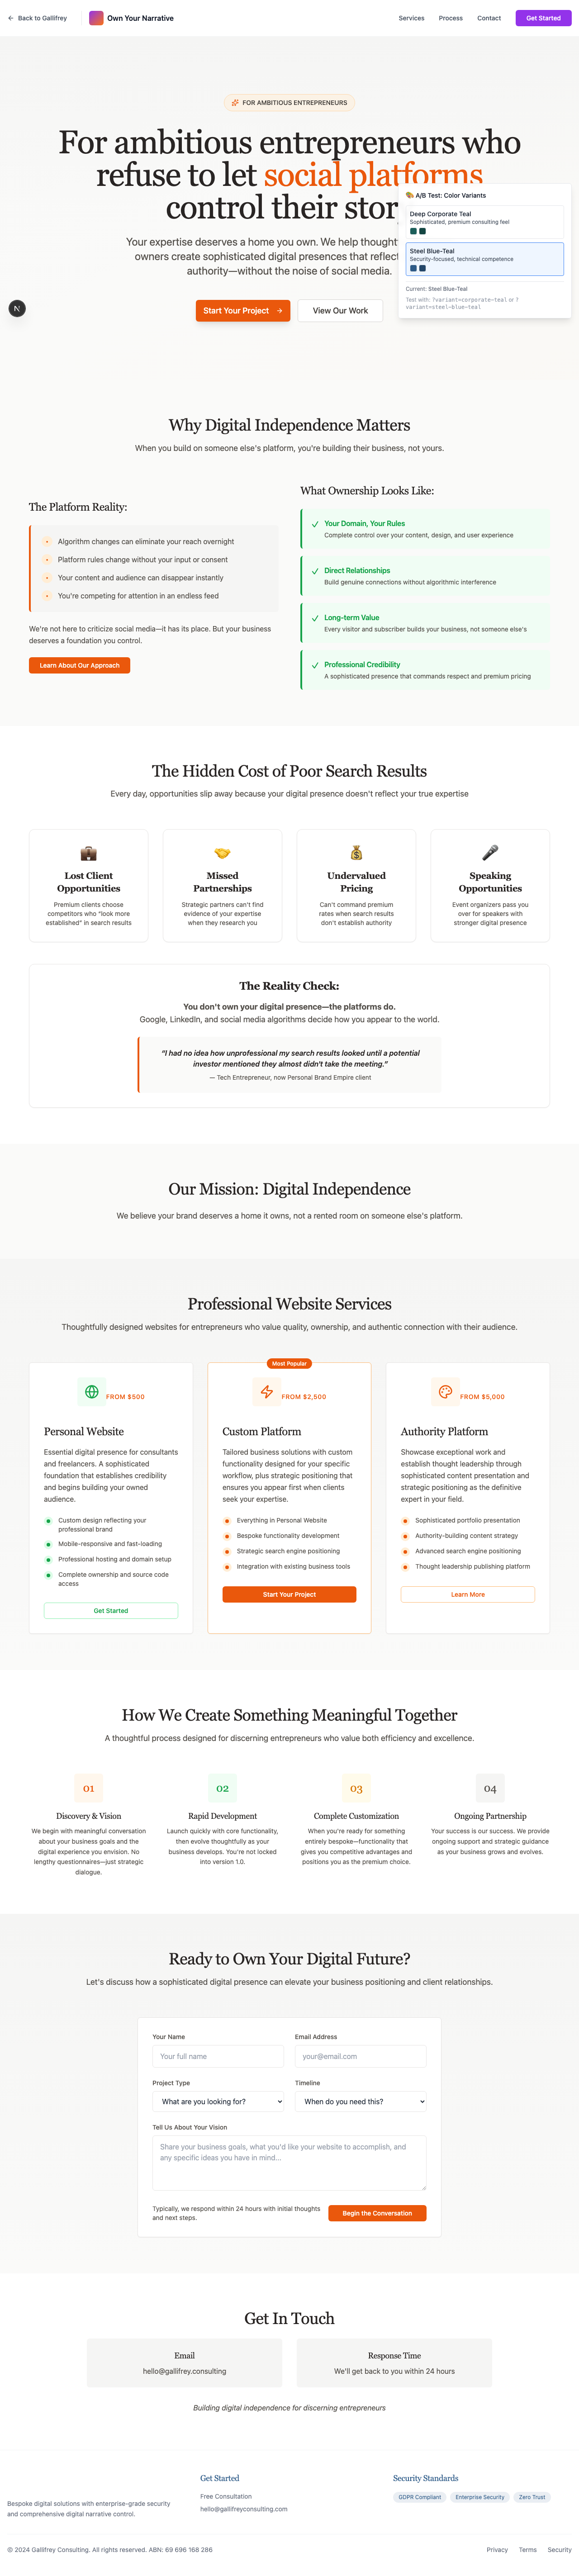 Back to Gallifrey
Own Your Narrative
Services
Process
Contact
Get Started
FOR AMBITIOUS ENTREPRENEURS
For ambitious entrepreneurs who
refuse to let social platforms
control their
Your expertise deserves a home you own. We help
owners create sophisticated digital spaces that
authority—without the noise of social media.
Start Your Project
View Our Work
A/B Test: Color Variants
Deep Corporate Teal
Sophisticated, premium consulting feel
Steel Blue-Teal
Security-focused, technical competence
Current: Steel Blue-Teal
Test with: ?variant=corporate-teal or ?
variant=steel-blue-teal
N
Why Digital Independence Matters
When you build on someone else's platform, you're building their business, not yours.
The Platform Reality:
Algorithm changes can eliminate your reach overnight
Platform rules change without your input or consent
Your content and audience can disappear instantly
You're competing for attention in an endless feed
We're not here to criticize social media—it has its place. But your business
deserves a foundation you control.
Learn About Our Approach
What Ownership Looks Like:
Your Domain, Your Rules
Complete control over your content, design, and user experience
Direct Relationships
Build genuine connections without algorithmic interference
Long-term Value
Every visitor and subscriber builds your business, not someone else's
Professional Credibility
A sophisticated presence that commands respect and premium pricing
The Hidden Cost of Poor Search Results
Every day, opportunities slip away because your digital presence doesn't reflect your true expertise
Lost Client
Opportunities
Premium clients choose
competitors who "look more
established" in search results
Missed
Partnerships
Strategic partners can't find
evidence of your expertise
when they research you
Undervalued
Pricing
Can't command premium
rates when search results
don't establish authority
Speaking
Opportunities
Event organizers pass you
over for speakers with
stronger digital presence
The Reality Check:
You don't own your digital presence—the platforms do.
Google, LinkedIn, and social media algorithms decide how you appear to the world.
"I had no idea how unprofessional my search results looked until a potential
investor mentioned they almost didn't take the meeting."
— Tech Entrepreneur, now Personal Brand Empire client
Our Mission: Digital Independence
We believe your brand deserves a home it owns, not a rented room on someone else's platform.
Professional Website Services
Thoughtfully designed websites for entrepreneurs who value quality, ownership, and authentic connection with their audience.
FROM $500
Personal Website
Essential digital presence for consultants
and freelancers. A sophisticated
foundation that establishes credibility
and begins building your owned
audience.
Custom design reflecting your
professional brand
Mobile-responsive and fast-loading
Professional hosting and domain setup
Complete ownership and source code
access
Get Started
Most Popular
FROM $2,500
Custom Platform
Tailored business solutions with custom
functionality designed for your specific
workflow, plus strategic positioning that
ensures you appear first when clients
seek your expertise.
Everything in Personal Website
Bespoke functionality development
Strategic search engine positioning
Integration with existing business tools
Start Your Project
FROM $5,000
Authority Platform
Showcase exceptional work and
establish thought leadership through
sophisticated content presentation and
strategic positioning as the definitive
expert in your field.
Sophisticated portfolio presentation
Authority-building content strategy
Advanced search engine positioning
Thought leadership publishing platform
Learn More
How We Create Something Meaningful Together
A thoughtful process designed for discerning entrepreneurs who value both efficiency and excellence.
01
Discovery & Vision
We begin with meaningful conversation
about your business goals and the
digital experience you envision. No
lengthy questionnaires—just strategic
dialogue.
02
Rapid Development
Launch quickly with core functionality,
then evolve thoughtfully as your
business develops. You're not locked
into version 1.0.
03
Complete Customization
When you're ready for something
entirely bespoke—functionality that
gives you competitive advantages and
positions you as the premium choice.
04
Ongoing Partnership
Your success is our success. We provide
ongoing support and strategic guidance
as your business grows and evolves.
Ready to Own Your Digital Future?
Let's discuss how a sophisticated digital presence can elevate your business positioning and client relationships.
Your Name
Your full name
Email Address
your@email.com
Project Type
What are you looking for?
Timeline
When do you need this?
Tell Us About Your Vision
Share your business goals, what you'd like your website to accomplish, and
any specific ideas you have in mind...
Typically, we respond within 24 hours with initial thoughts
and next steps.
Begin the Conversation
Get In Touch
Email
hello@gallifrey.consulting
Response Time
We'll get back to you within 24 hours
Building digital independence for discerning entrepreneurs
Bespoke digital solutions with enterprise-grade security
and comprehensive digital narrative control.
Get Started
Free Consultation
hello@gallifreyconsulting.com
Security Standards
GDPR Compliant
Enterprise Security
Zero Trust
© 2024 Gallifrey Consulting. All rights reserved. ABN: 69 696 168 286
Privacy
Terms
Security